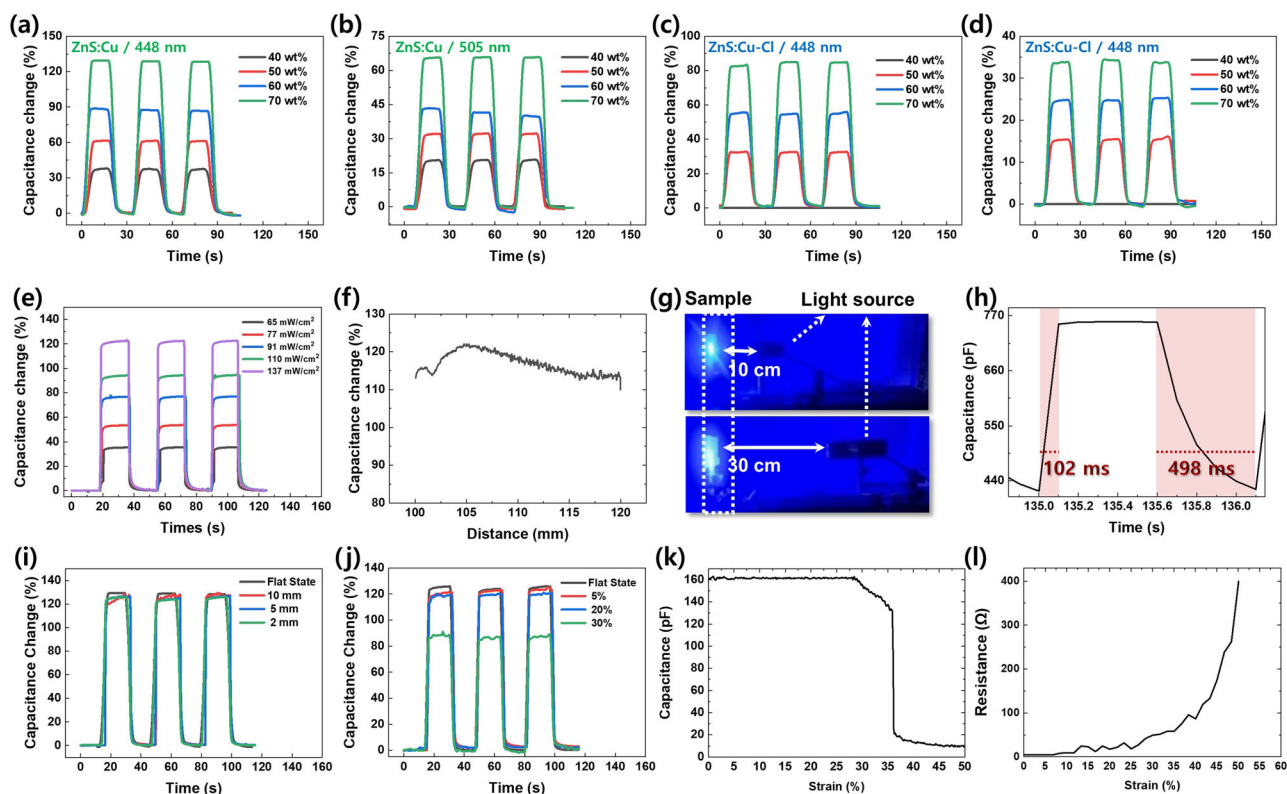 (a)
ZnS:Cu / 448 nm
40 wt%
50 wt%
60 wt%
70 wt%
Capacitance change (%)
150
120
90
60
30
0
0 30 60 90 120 150
Time (s)
(b)
ZnS:Cu / 505 nm
40 wt%
50 wt%
60 wt%
70 wt%
Capacitance change (%)
75
60
45
30
15
0
0 30 60 90 120 150
Time (s)
(c)
ZnS:Cu-Cl / 448 nm
40 wt%
50 wt%
60 wt%
70 wt%
Capacitance change (%)
100
80
60
40
20
0
0 30 60 90 120 150
Time (s)
(d)
ZnS:Cu-Cl / 448 nm
40 wt%
50 wt%
60 wt%
70 wt%
Capacitance change (%)
40
30
20
10
0
0 30 60 90 120 150
Time (s)
(e)
65 mW/cm²
77 mW/cm²
91 mW/cm²
110 mW/cm²
137 mW/cm²
Capacitance change (%)
140
120
100
80
60
40
20
0
0 20 40 60 80 100 120 140 160
Times (s)
(f)
Capacitance change (%)
130
120
110
100
90
80
100 105 110 115 120
Distance (mm)
(g)
Sample
Light source
10 cm
30 cm
(h)
Capacitance (pF)
770
660
550
440
102 ms
498 ms
135.0 135.2 135.4 135.6 135.8 136.0
Time (s)
(i)
Flat State
10 mm
5 mm
2 mm
Capacitance Change (%)
140
120
100
80
60
40
20
0
0 20 40 60 80 100 120 140 160
Time (s)
(j)
Flat State
5%
20%
30%
Capacitance Change (%)
140
120
100
80
60
40
20
0
0 20 40 60 80 100 120 140 160
Time (s)
(k)
Capacitance (pF)
180
160
140
120
100
80
60
40
20
0
0 5 10 15 20 25 30 35 40 45 50
Strain (%)
(l)
Resistance (Ω)
400
300
200
100
0
0 5 10 15 20 25 30 35 40 45 50 55 60
Strain (%)